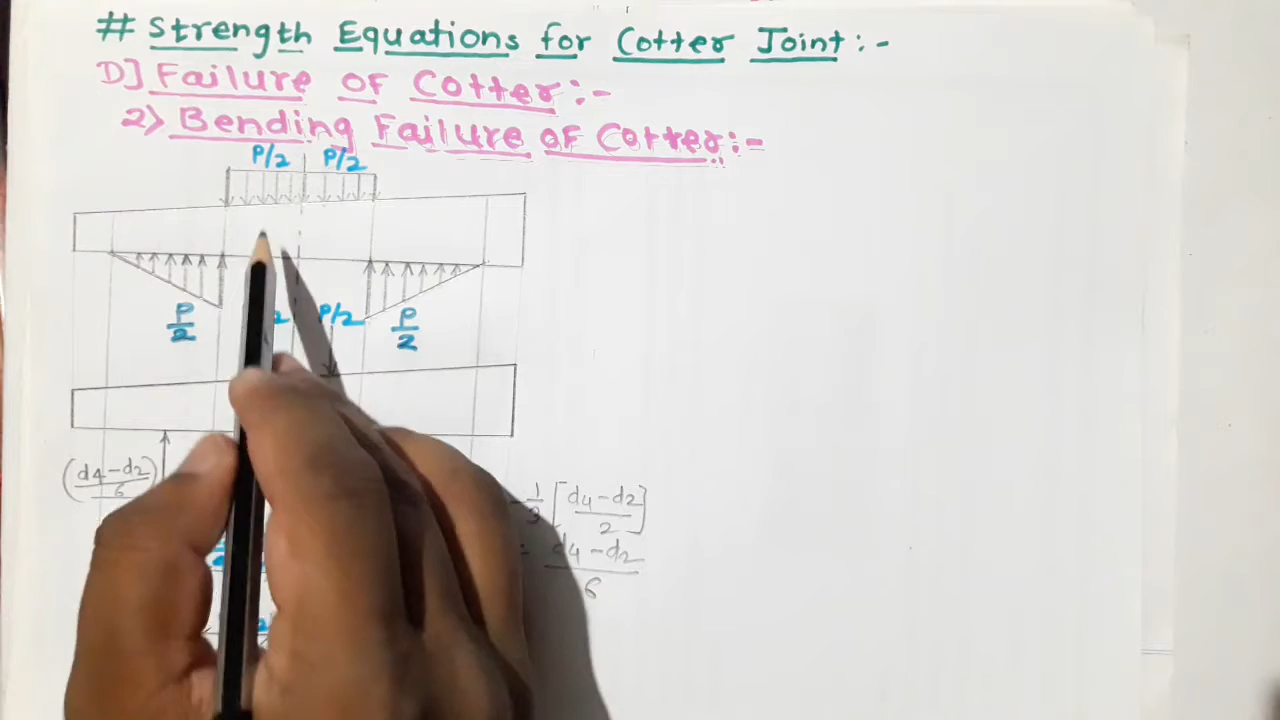 # Strength Equations for Cotter Joint:-
D] Failure of Cotter:-
2) Bending Failure of Cotter:-
P/2 P/2
P/2 P/2 P/2
(d4-d2)/6 1/3 [d4-d2/2]
= d4-d2/6